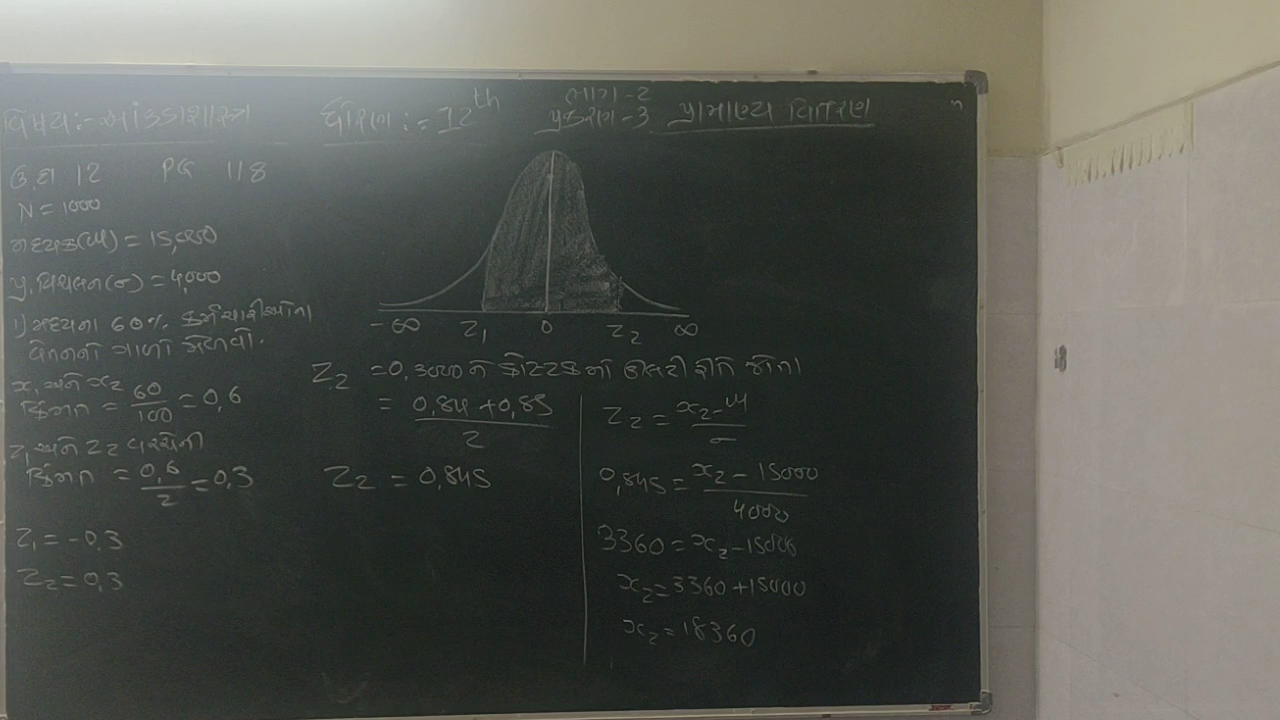 વિષય:- આંકડાશાસ્ત્ર ધોરણ :- 12th ભાગ-2
પ્રકરણ-3 પ્રામાણ્ય વિતરણ
ઉ.દા 12 PG 118
N = 1000
મધ્યક(μ) = 15,000
પ્ર. વિચલન(σ) = 4,000
1) મધ્યના 60% કર્મચારીઓના
વેતનનો ગાળો મેળવો.
x, અને x2
કિંમત = 60/100 = 0.6
Z, અને Z2 વચ્ચેની
કિંમત = 0.6/2 = 0.3
Z1 = -0.3
Z2 = 0.3
-∞ Z1 0 Z2 ∞
Z2 = 0.3000 ને કોષ્ટકમાં ઉલટી રીતે જોતા
= 0.84 + 0.85 / 2
Z2 = 0.845
Z2 = x2 - μ / σ
0.845 = x2 - 15000 / 4000
3360 = x2 - 15000
x2 = 3360 + 15000
x2 = 18360